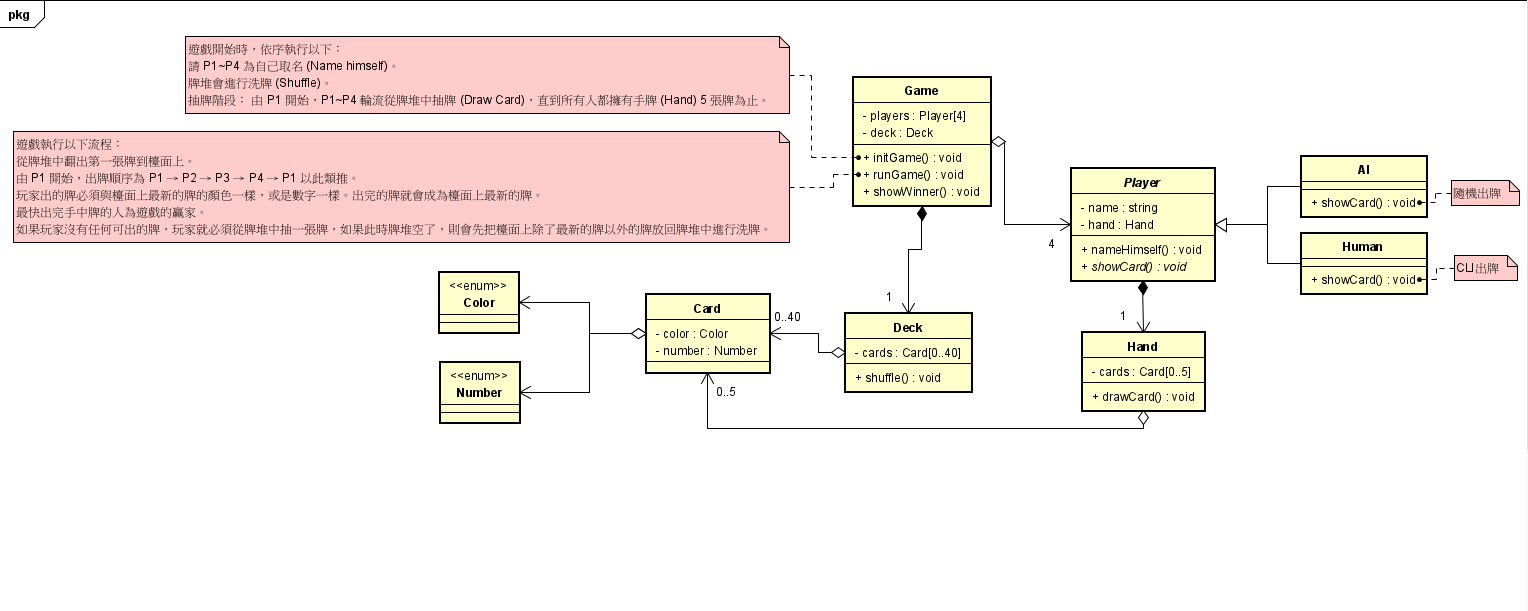 pkg
遊戲開始時，依序執行以下：
請 P1~P4 為自己取名 (Name himself)。
牌堆會進行洗牌 (Shuffle)。
抽牌階段： 由 P1 開始，P1~P4 輪流從牌堆中抽牌 (Draw Card)，直到所有人都擁有手牌 (Hand) 5 張牌為止。
遊戲執行以下流程：
從牌堆中翻出第一張牌到檯面上。
由 P1 開始，出牌順序為 P1 → P2 → P3 → P4 → P1 以此類推。
玩家出的牌必須與檯面上最新的牌的顏色一樣，或是數字一樣。出完的牌就會成為檯面上最新的牌。
最快出完手中牌的人為遊戲的贏家。
如果玩家沒有任何可出的牌，玩家就必須從牌堆中抽一張牌，如果此時牌堆空了，則會先把檯面上除了最新的牌以外的牌放回牌堆中進行洗牌。
Game
- players : Player[4]
- deck : Deck
+ initGame() : void
+ runGame() : void
+ showWinner() : void
4
1
Player
- name : string
- hand : Hand
+ nameHimself() : void
+ showCard() : void
1
AI
+ showCard() : void
隨機出牌
Human
+ showCard() : void
CLI出牌
<<enum>>
Color
<<enum>>
Number
Card
- color : Color
- number : Number
0..40
0..5
Deck
- cards : Card[0..40]
+ shuffle() : void
Hand
- cards : Card[0..5]
+ drawCard() : void